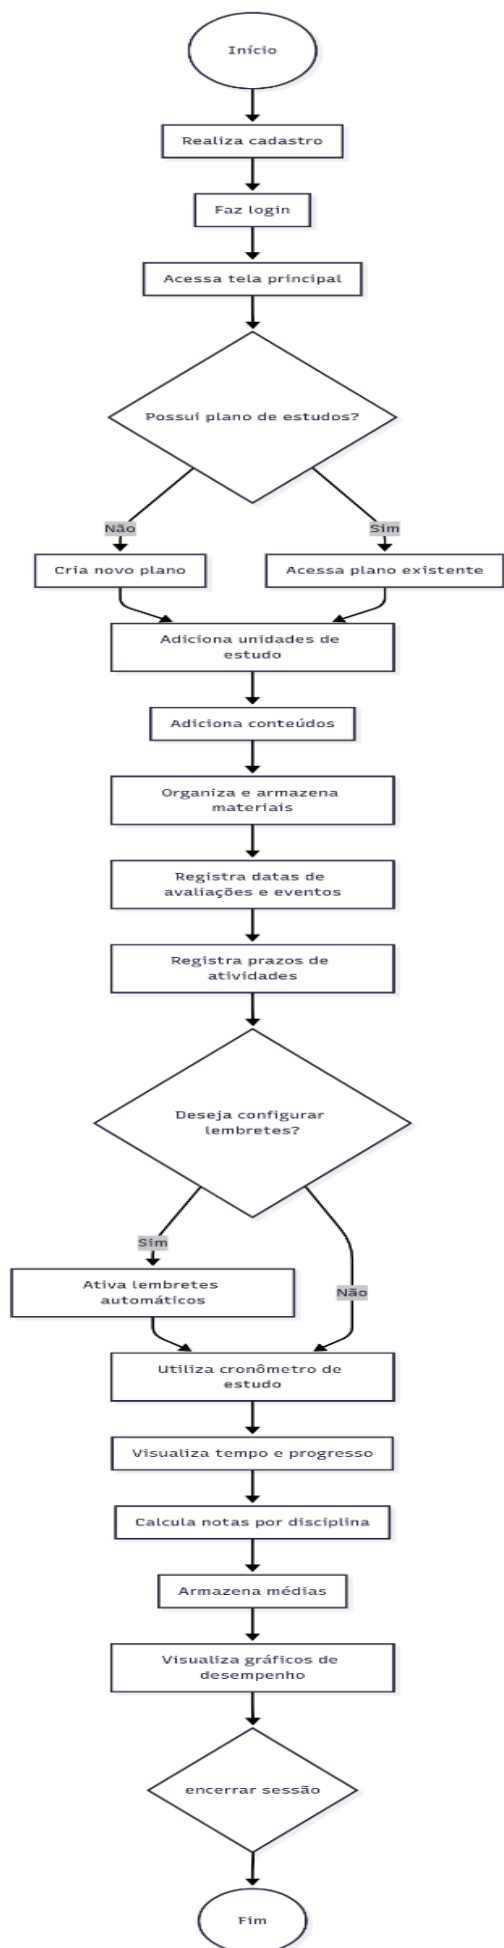 Início
Realiza cadastro
Faz login
Acessa tela principal
Possui plano de estudos?
Não
Sim
Cria novo plano
Acessa plano existente
Adiciona unidades de
estudo
Adiciona conteúdos
Organiza e armazena
materiais
Registra datas de
avaliações e eventos
Registra prazos de
atividades
Deseja configurar
lembretes?
Sim
Ativa lembretes
automáticos
Não
Utiliza cronômetro de
estudo
Visualiza tempo e progresso
Calcula notas por disciplina
Armazena médias
Visualiza gráficos de
desempenho
encerrar sessão
Fim